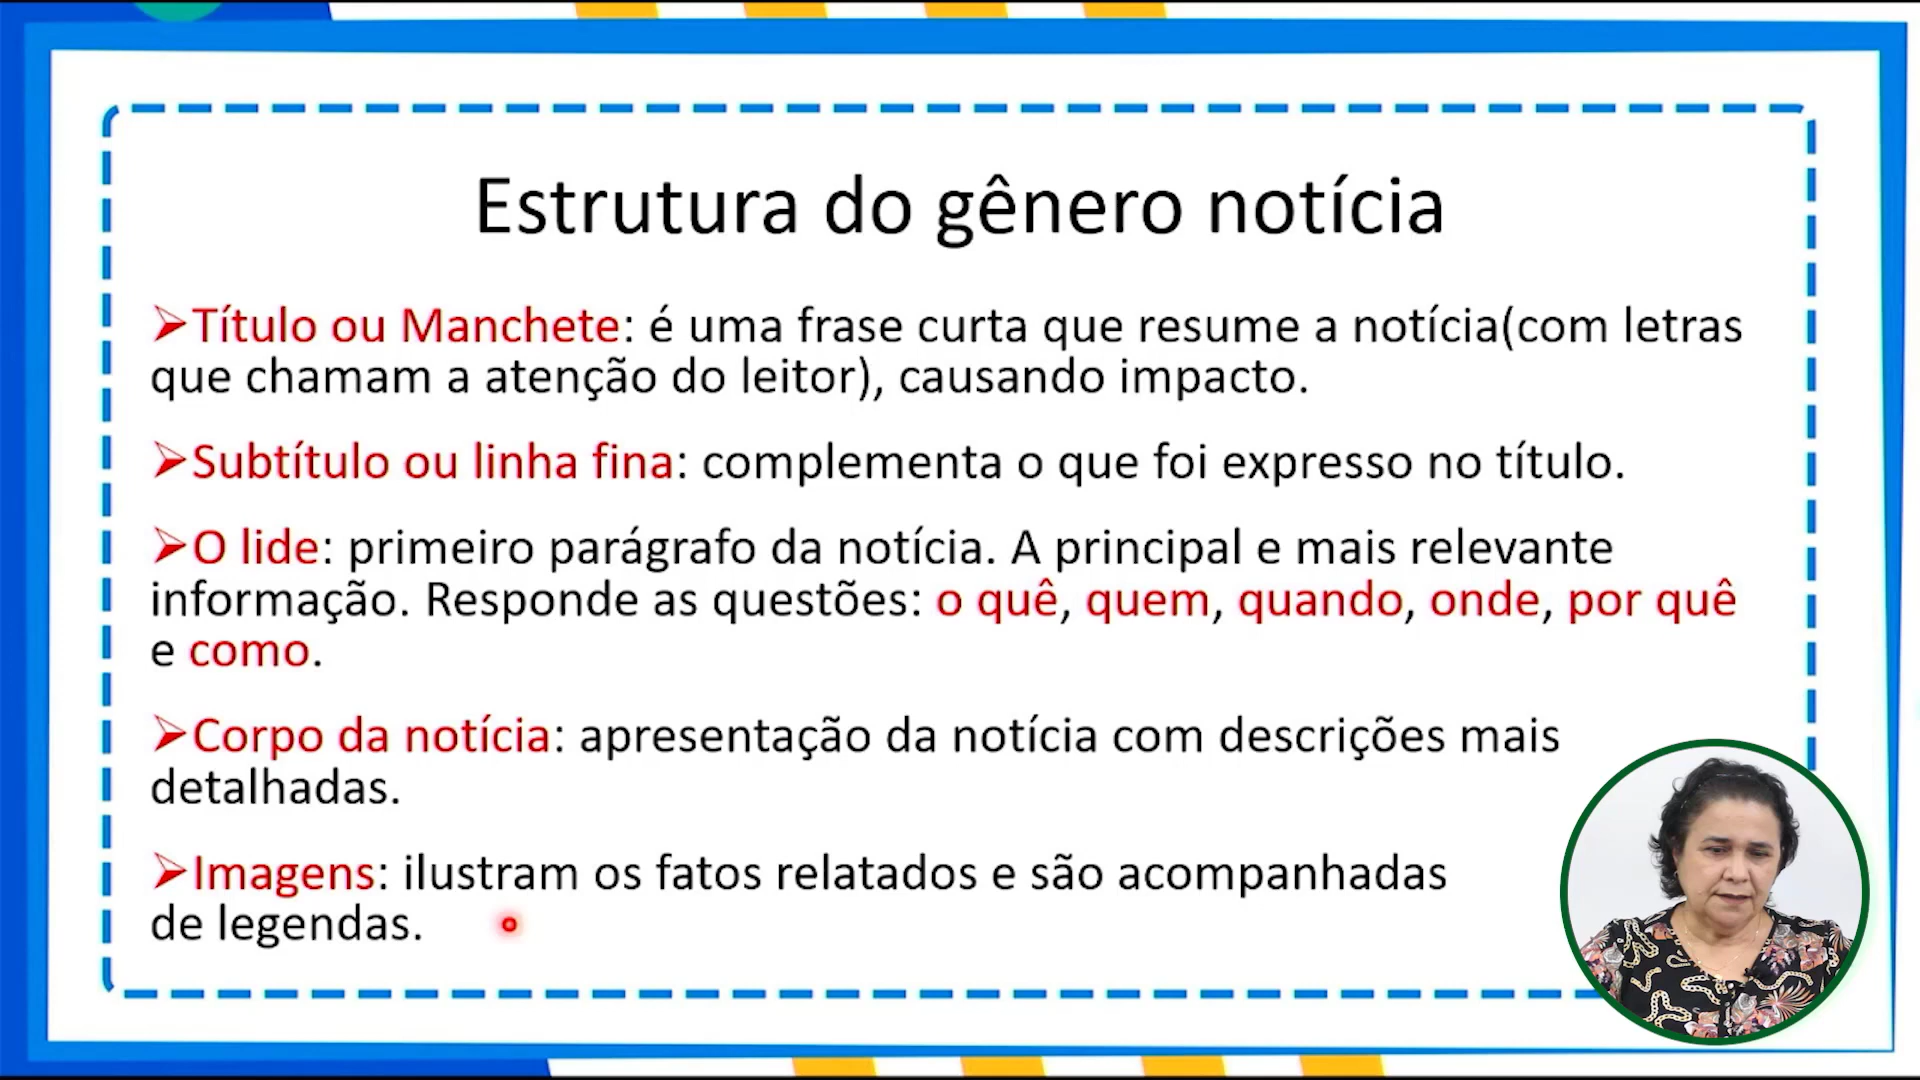 Estrutura do gênero notícia
➢Título ou Manchete: é uma frase curta que resume a notícia(com letras
que chamam a atenção do leitor), causando impacto.
➢Subtítulo ou linha fina: complementa o que foi expresso no título.
➢O lide: primeiro parágrafo da notícia. A principal e mais relevante
informação. Responde as questões: o quê, quem, quando, onde, por quê
e como.
➢Corpo da notícia: apresentação da notícia com descrições mais
detalhadas.
➢Imagens: ilustram os fatos relatados e são acompanhadas
de legendas.